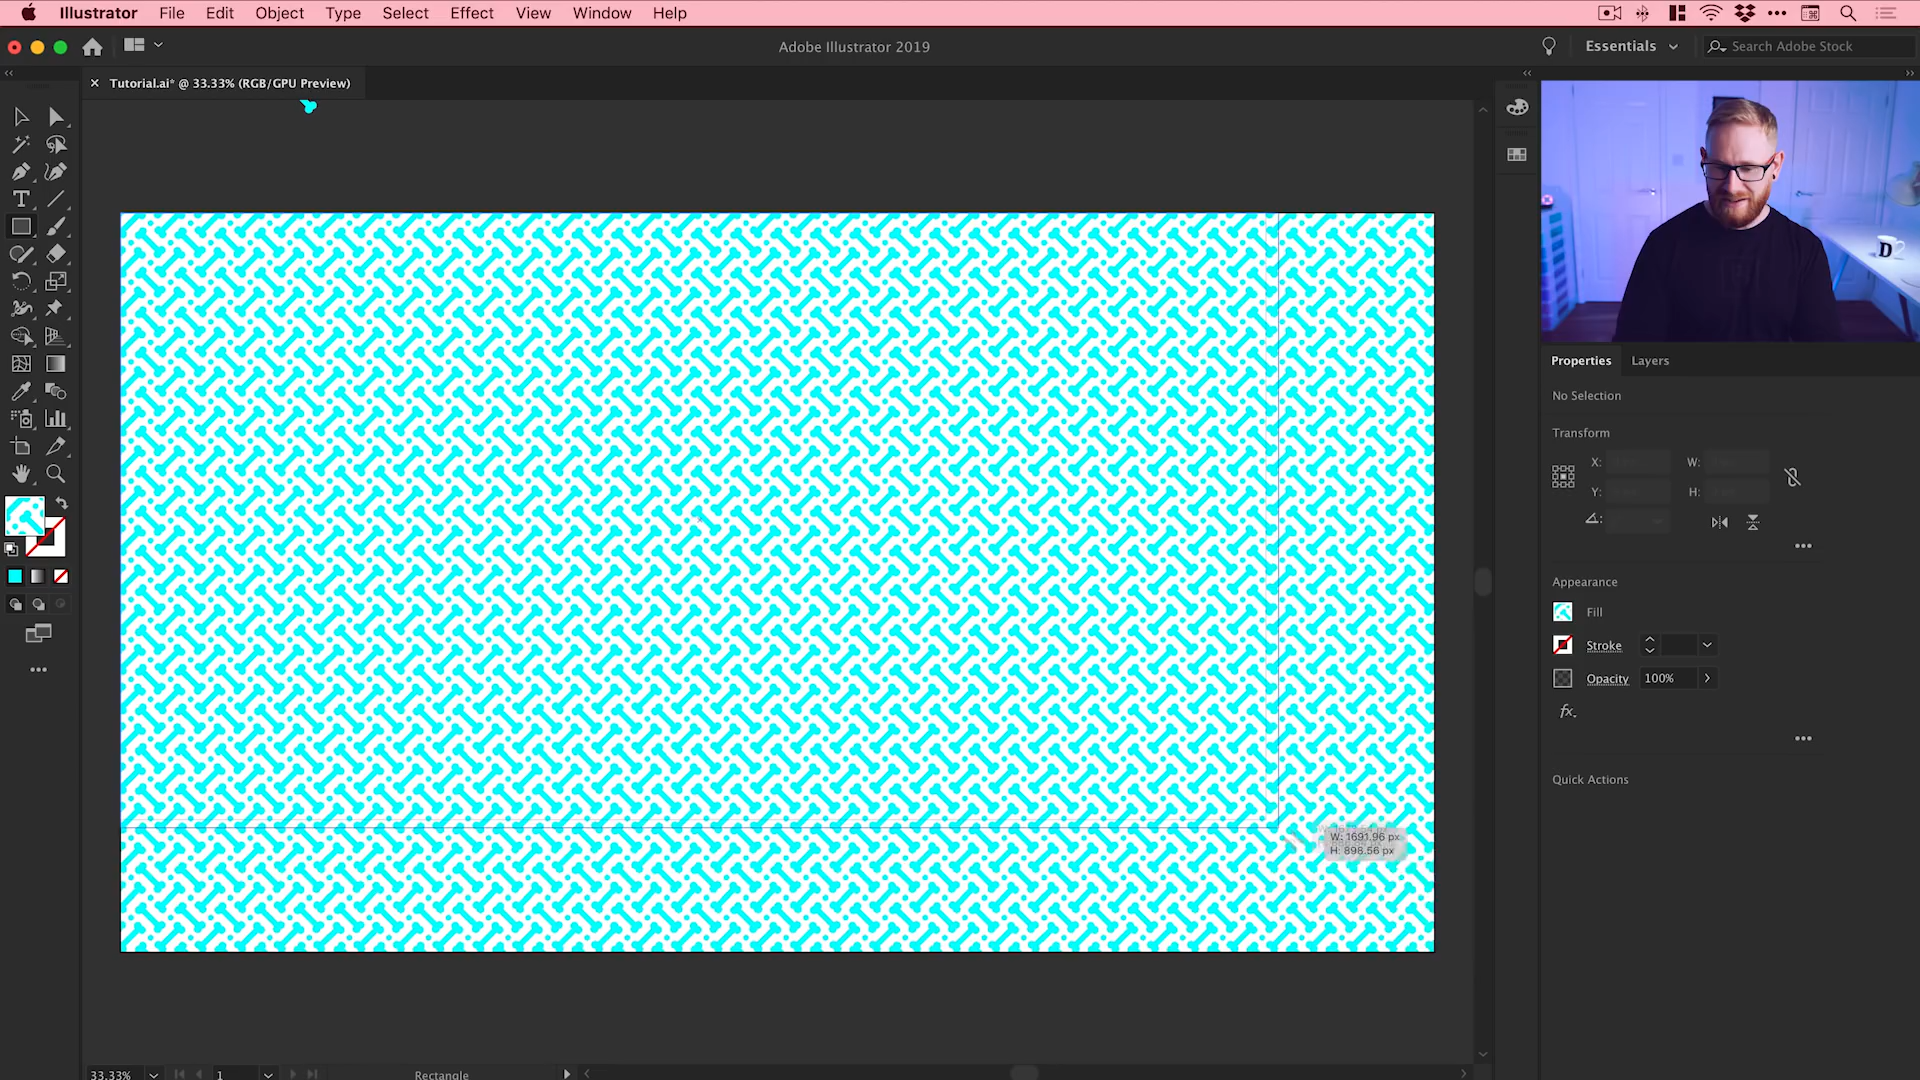 Illustrator File Edit Object Type Select Effect View Window Help
Adobe Illustrator 2019
Essentials
Search Adobe Stock
Tutorial.ai* @ 33.33% (RGB/GPU Preview)
D
Properties Layers
No Selection
Transform
X: W:
Y: H:
Appearance
Fill
Stroke
Opacity 100%
fx.
Quick Actions
W: 1691.96 px
H: 898.56 px
33.33% 1 Rectangle